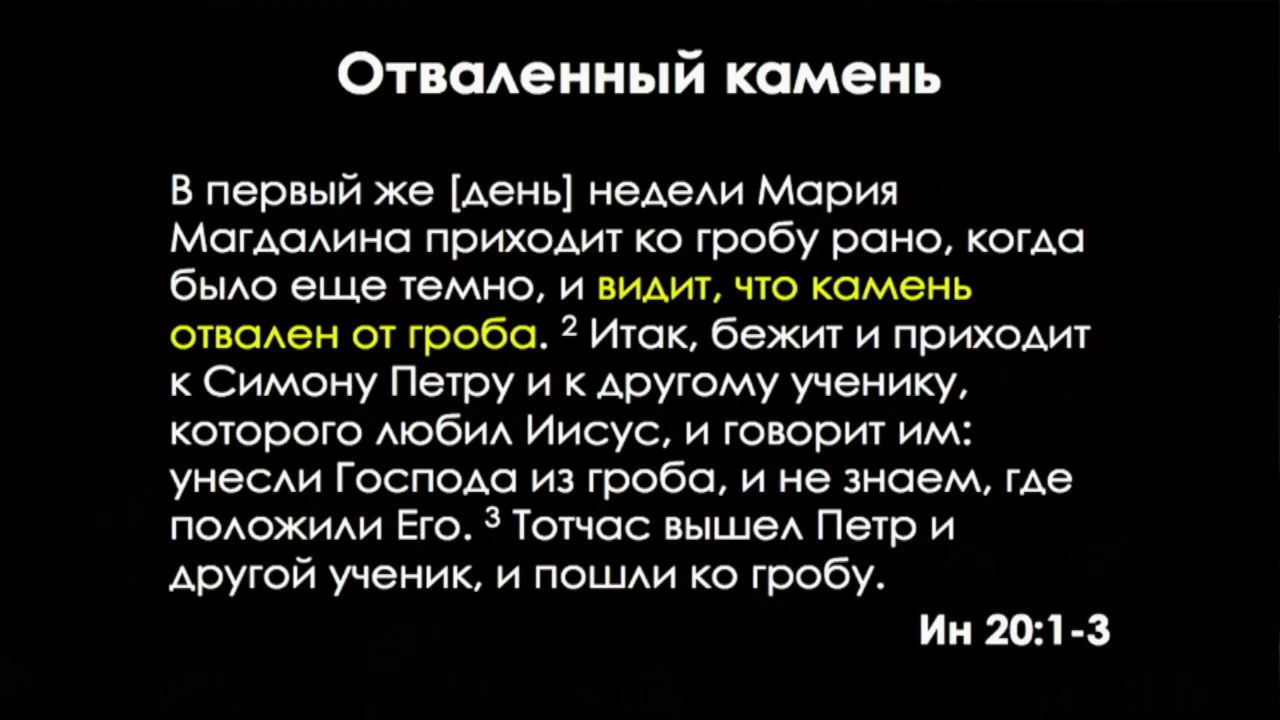 Отваленный камень
В первый же [день] недели Мария
Магдалина приходит ко гробу рано, когда
было еще темно, и видит, что камень
отвален от гроба. ² Итак, бежит и приходит
к Симону Петру и к другому ученику,
которого любил Иисус, и говорит им:
унесли Господа из гроба, и не знаем, где
положили Его. ³ Тотчас вышел Петр и
другой ученик, и пошли ко гробу.
Ин 20:1-3